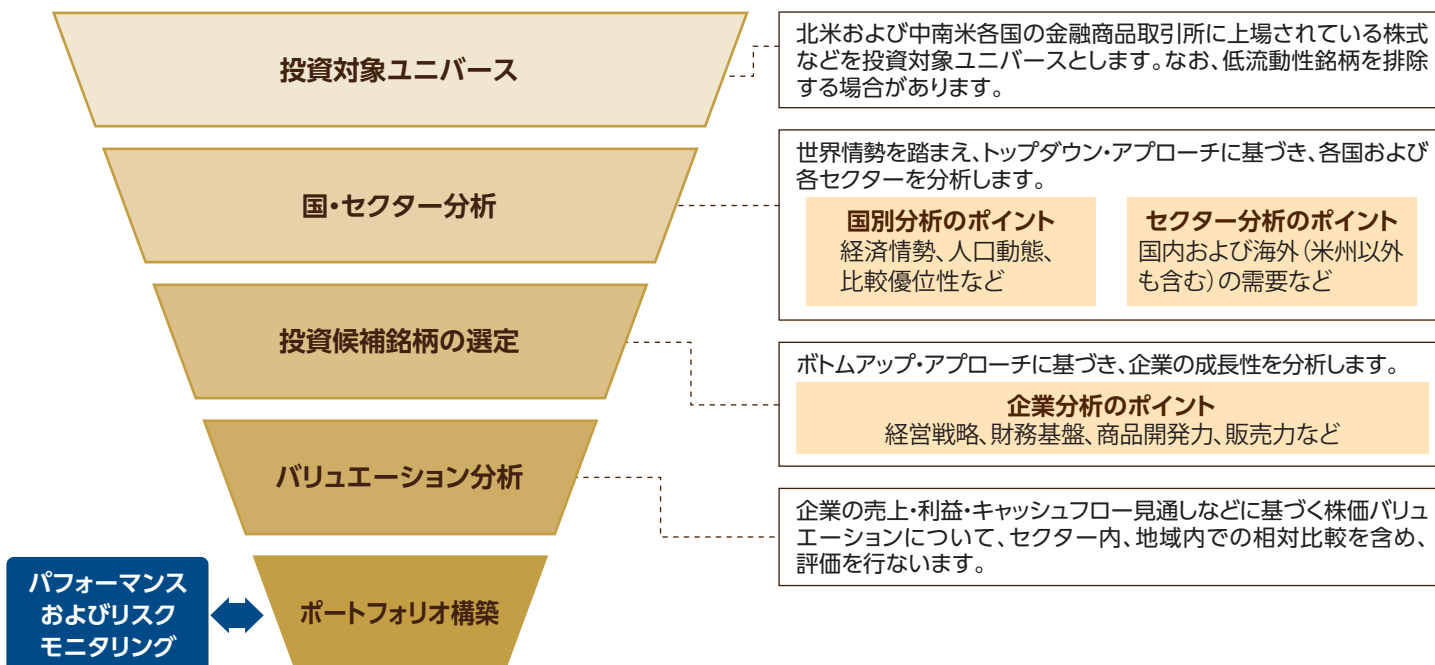 投資対象ユニバース
北米および中南米各国の金融商品取引所に上場されている株式
などを投資対象ユニバースとします。なお、低流動性銘柄を排除
する場合があります。
国・セクター分析
世界情勢を踏まえ、トップダウン・アプローチに基づき、各国および
各セクターを分析します。
国別分析のポイント
経済情勢、人口動態、
比較優位性など
セクター分析のポイント
国内および海外(米州以外
も含む)の需要など
投資候補銘柄の選定
ボトムアップ・アプローチに基づき、企業の成長性を分析します。
企業分析のポイント
経営戦略、財務基盤、商品開発力、販売力など
バリュエーション分析
企業の売上・利益・キャッシュフロー見通しなどに基づく株価バリュ
エーションについて、セクター内、地域内での相対比較を含め、
評価を行ないます。
パフォーマンス
およびリスク
モニタリング
ポートフォリオ構築